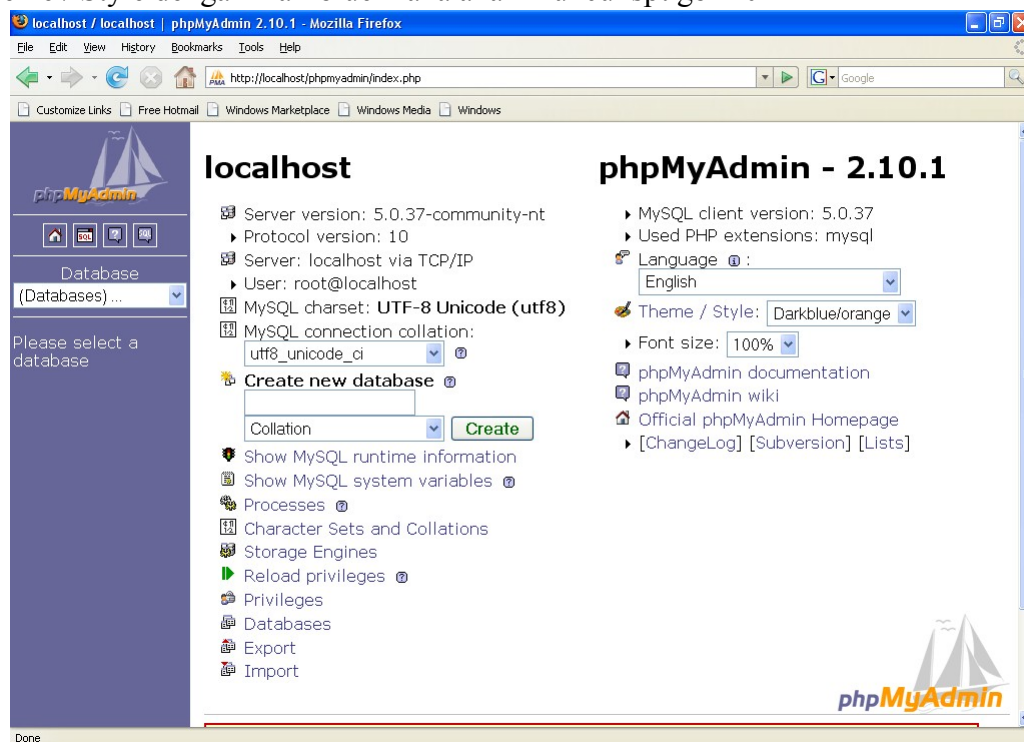 localhost / localhost | phpMyAdmin 2.10.1 - Mozilla Firefox
File Edit View History Bookmarks Tools Help
http://localhost/phpmyadmin/index.php
Google
Customize Links Free Hotmail Windows Marketplace Windows Media Windows
phpMyAdmin
Database
(Databases) ...
Please select a
database
localhost
Server version: 5.0.37-community-nt
Protocol version: 10
Server: localhost via TCP/IP
User: root@localhost
MySQL charset: UTF-8 Unicode (utf8)
MySQL connection collation:
utf8_unicode_ci
Create new database
Collation Create
Show MySQL runtime information
Show MySQL system variables
Processes
Character Sets and Collations
Storage Engines
Reload privileges
Privileges
Databases
Export
Import
phpMyAdmin - 2.10.1
MySQL client version: 5.0.37
Used PHP extensions: mysql
Language :
English
Theme / Style: Darkblue/orange
Font size: 100%
phpMyAdmin documentation
phpMyAdmin wiki
Official phpMyAdmin Homepage
[ChangeLog] [Subversion] [Lists]
phpMyAdmin
Done